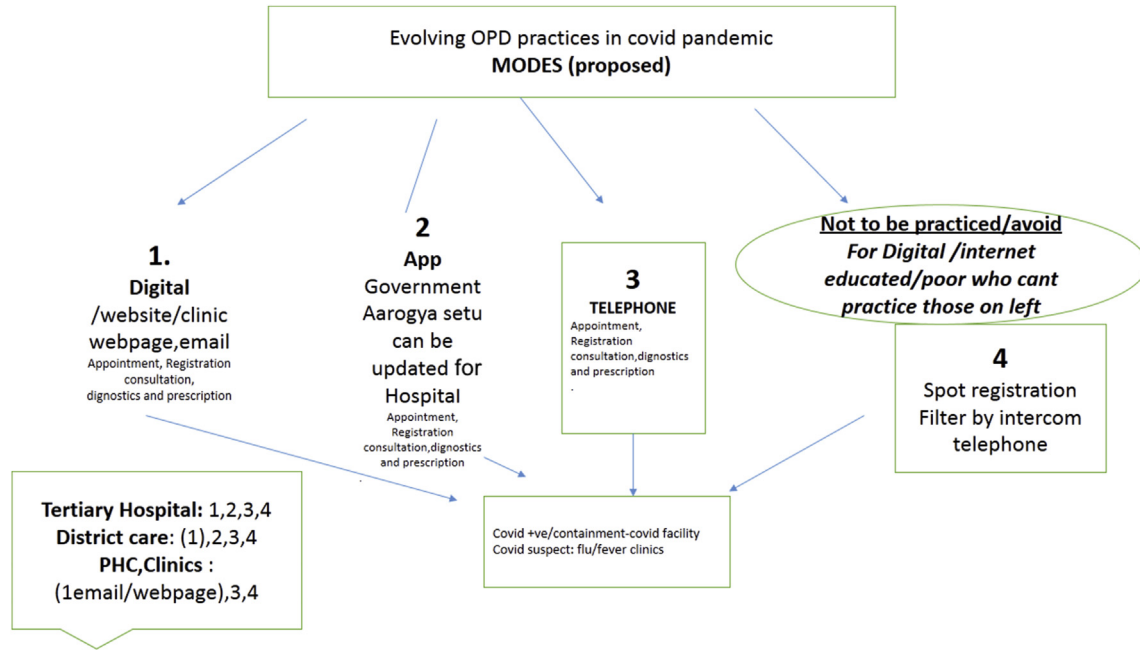 Evolving OPD practices in covid pandemic
MODES (proposed)
1.
Digital
/website/clinic
webpage,email
Appointment, Registration
consultation,
dignostics and prescription
2
App
Government
Aarogya setu
can be
updated for
Hospital
Appointment,
Registration
consultation,dignostics
and prescription
.
3
TELEPHONE
Appointment,
Registration
consultation,dignostics
and prescription
.
Not to be practiced/avoid
For Digital /internet
educated/poor who cant
practice those on left
4
Spot registration
Filter by intercom
telephone
Tertiary Hospital: 1,2,3,4
District care: (1),2,3,4
PHC,Clinics :
(1email/webpage),3,4
Covid +ve/containment-covid facility
Covid suspect: flu/fever clinics